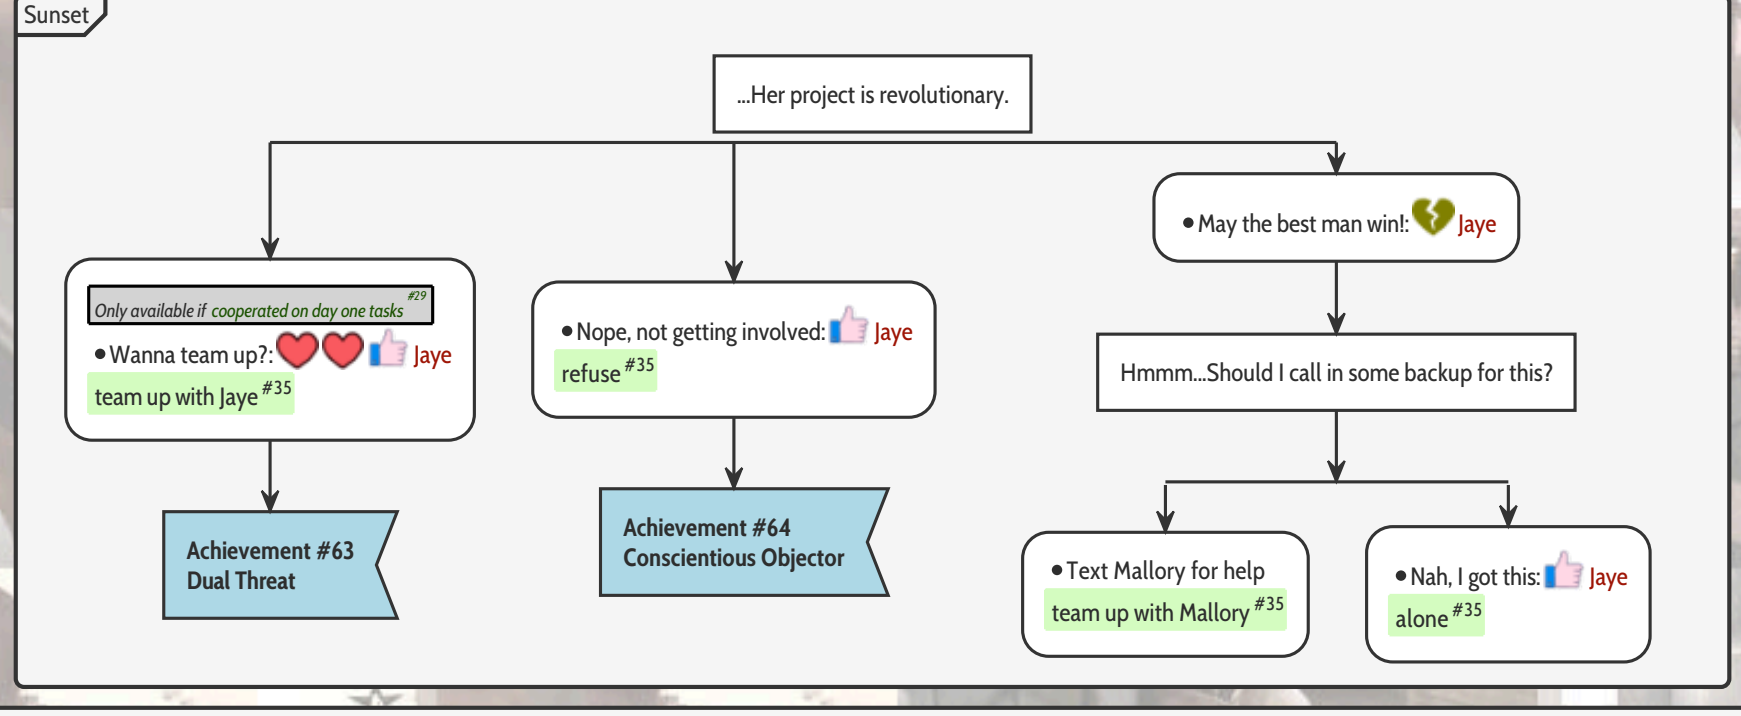 Sunset
...Her project is revolutionary.
Only available if cooperated on day one tasks #29
•Wanna team up?: Jaye
team up with Jaye #35
Achievement #63
Dual Threat
•Nope, not getting involved: Jaye
refuse #35
Achievement #64
Conscientious Objector
•May the best man win!: Jaye
Hmmm...Should I call in some backup for this?
•Text Mallory for help
team up with Mallory #35
•Nah, I got this: Jaye
alone #35